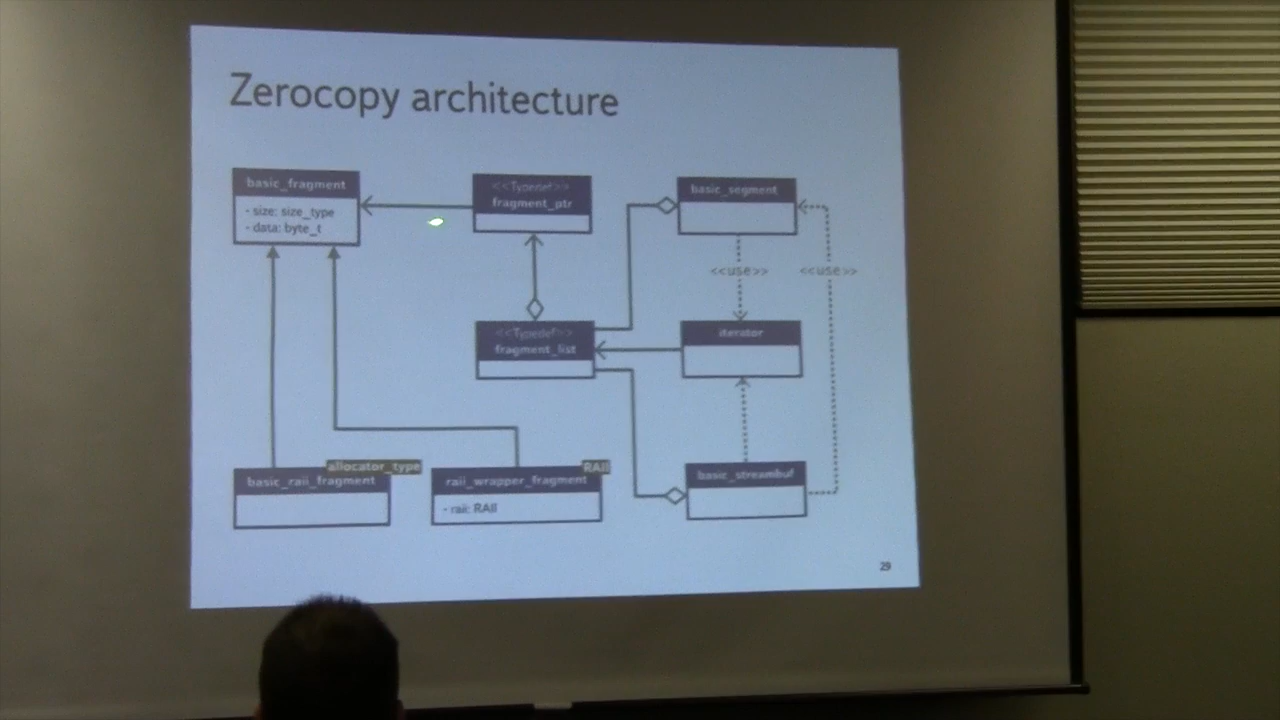 Zerocopy architecture
basic_fragment
- size: size_type
- data: byte_t
<<Typedef>>
fragment_ptr
basic_segment
<<use>>
<<use>>
<<Typedef>>
fragment_list
iterator
allocator_type
basic_raii_fragment
RAII
raii_wrapper_fragment
- raii: RAII
basic_streambuf
29